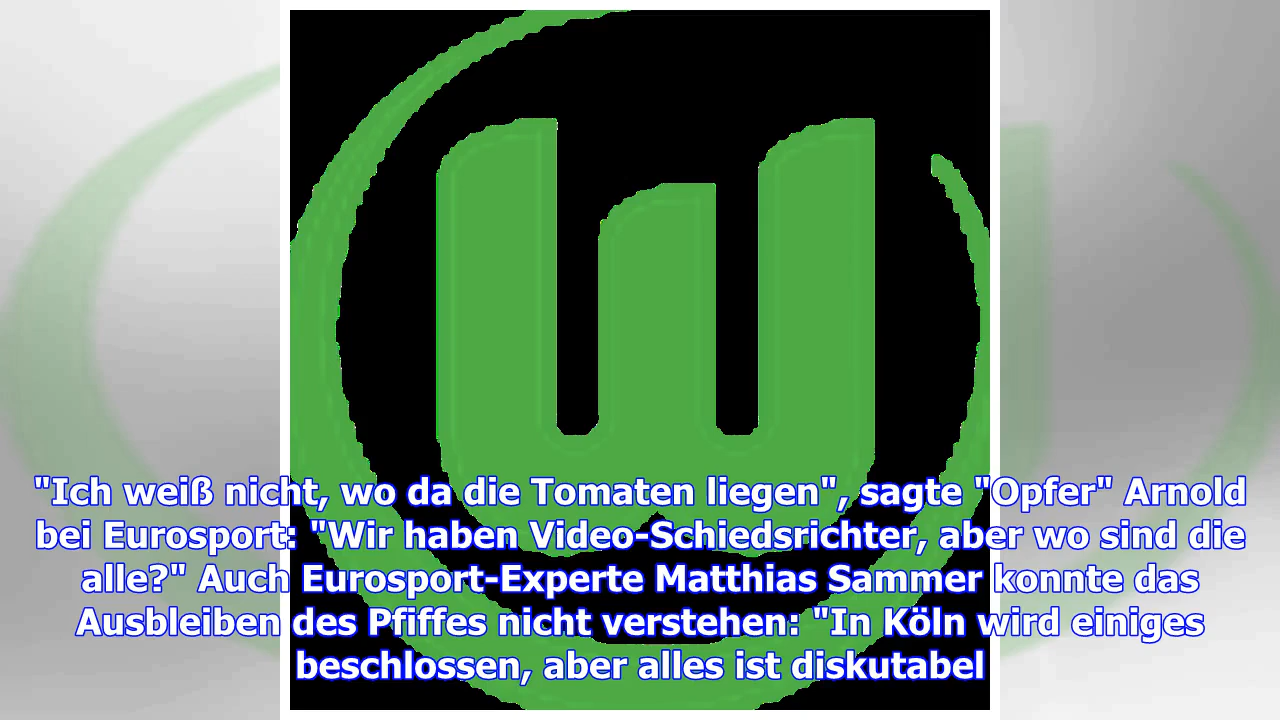 "Ich weiß nicht, wo da die Tomaten liegen", sagte "Opfer" Arnold
bei Eurosport: "Wir haben Video-Schiedsrichter, aber wo sind die
alle?" Auch Eurosport-Experte Matthias Sammer konnte das
Ausbleiben des Pfiffes nicht verstehen: "In Köln wird einiges
beschlossen, aber alles ist diskutabel